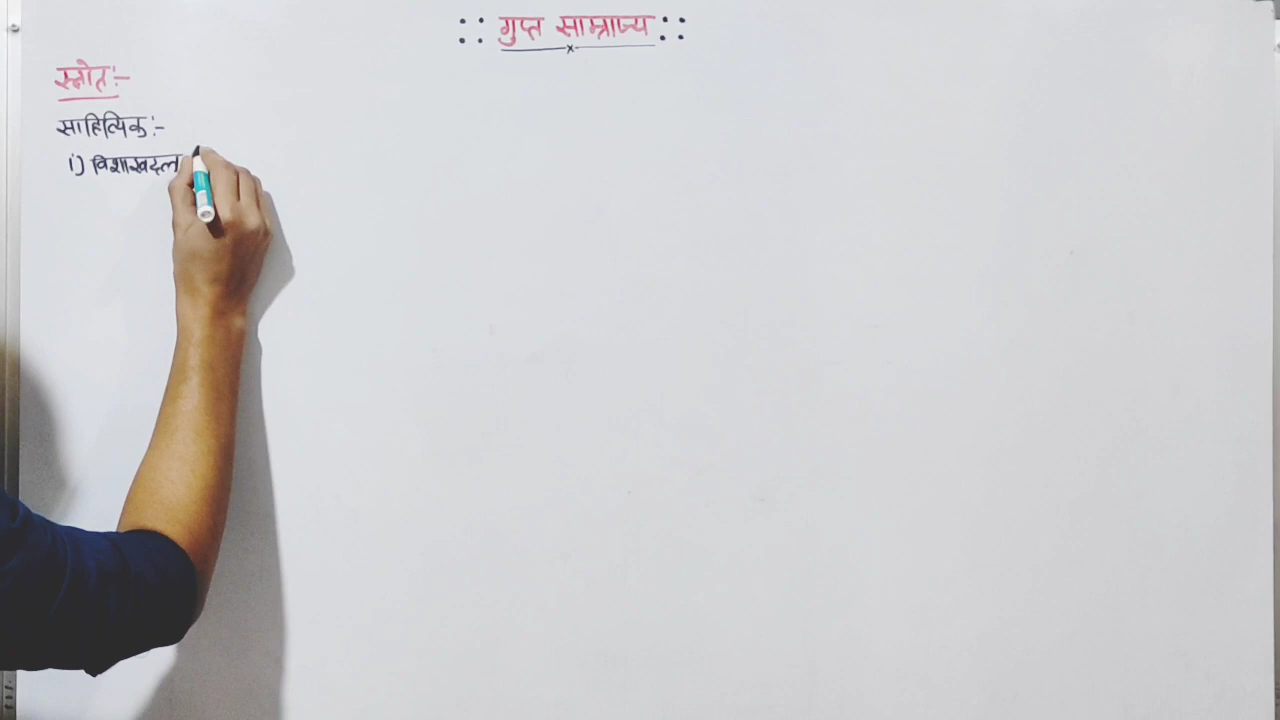 :: गुप्त साम्राज्य ::
स्त्रोत:-
साहित्यिक:-
i) विशाखदत्त